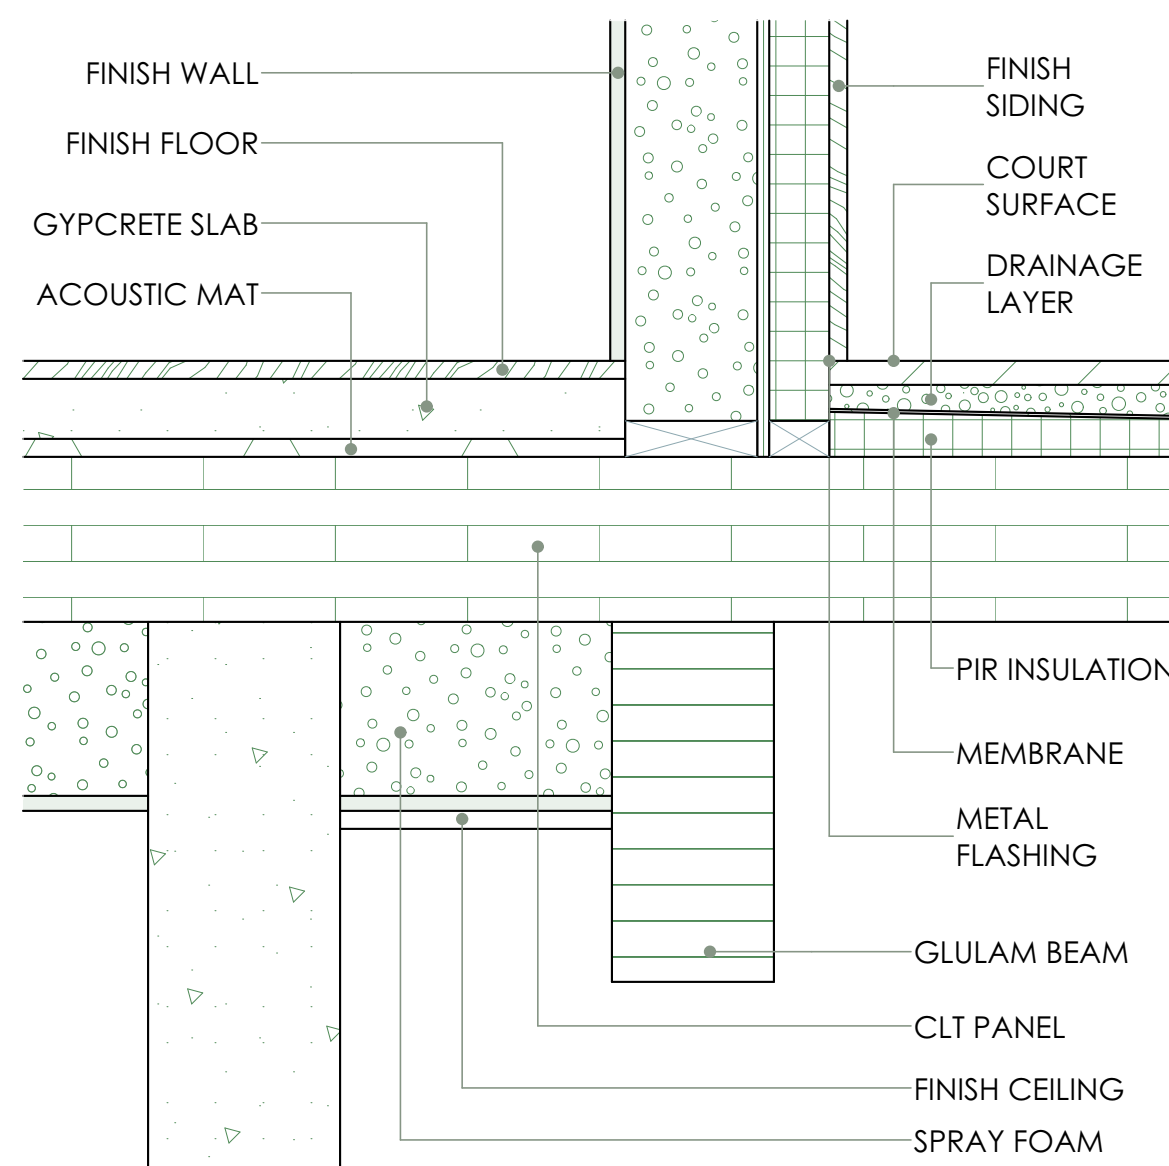 FINISH WALL
FINISH FLOOR
GYPCRETE SLAB
ACOUSTIC MAT
FINISH
SIDING
COURT
SURFACE
DRAINAGE
LAYER
PIR INSULATION
MEMBRANE
METAL
FLASHING
GLULAM BEAM
CLT PANEL
FINISH CEILING
SPRAY FOAM